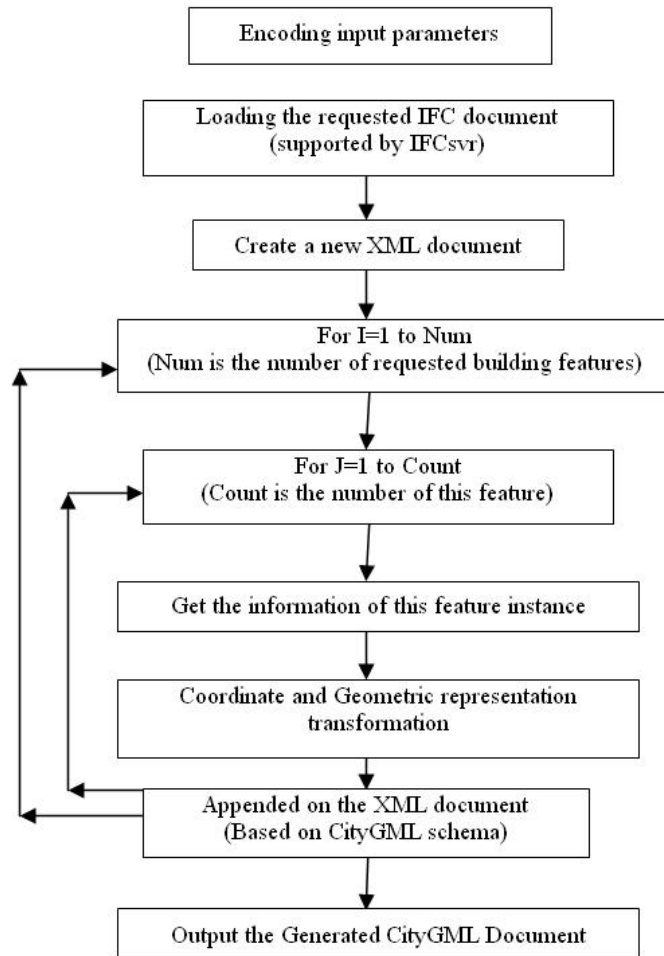 Encoding input parameters
Loading the requested IFC document
(supported by IFCsvr)
Create a new XML document
For I=1 to Num
(Num is the number of requested building features)
For J=1 to Count
(Count is the number of this feature)
Get the information of this feature instance
Coordinate and Geometric representation
transformation
Appended on the XML document
(Based on CityGML schema)
Output the Generated CityGML Document